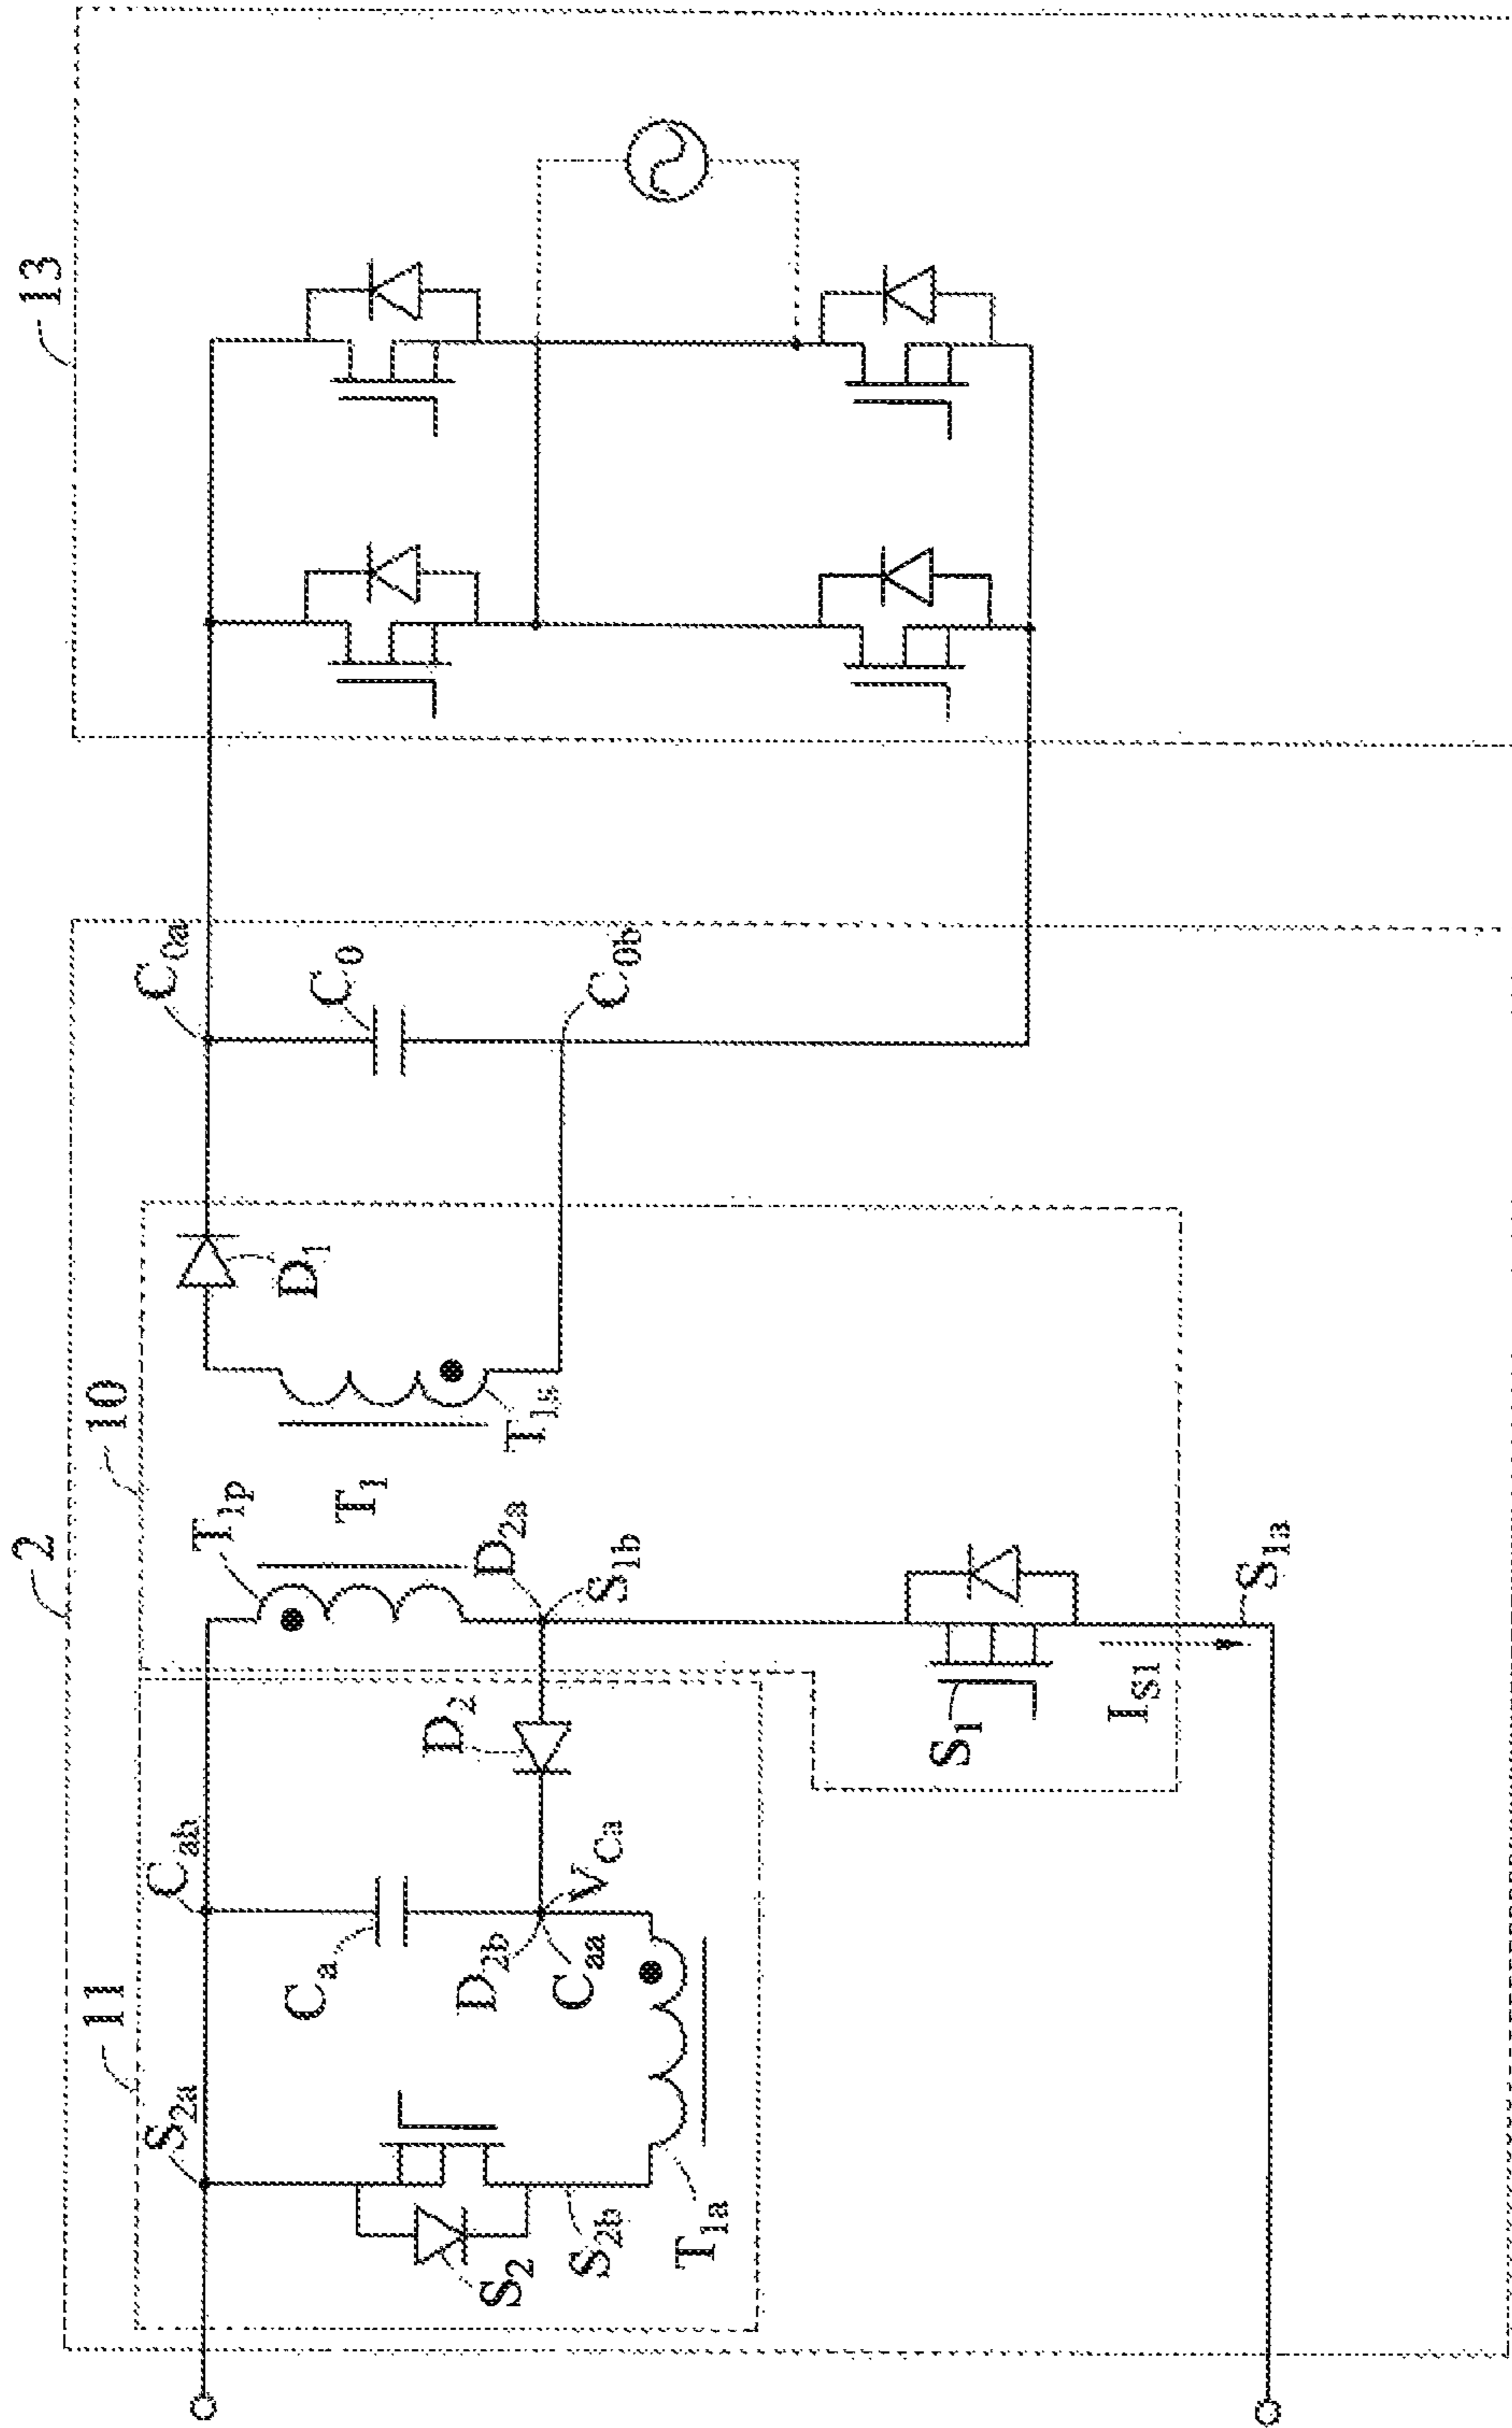 2
13
11
10
S2a
Cab
T1p
T1
D1
C0a
C0
C0b
Ca
D2
D2a
S1b
T1s
D2b
VCa
Caa
S2
S2b
T1a
S1
IS1
S1a